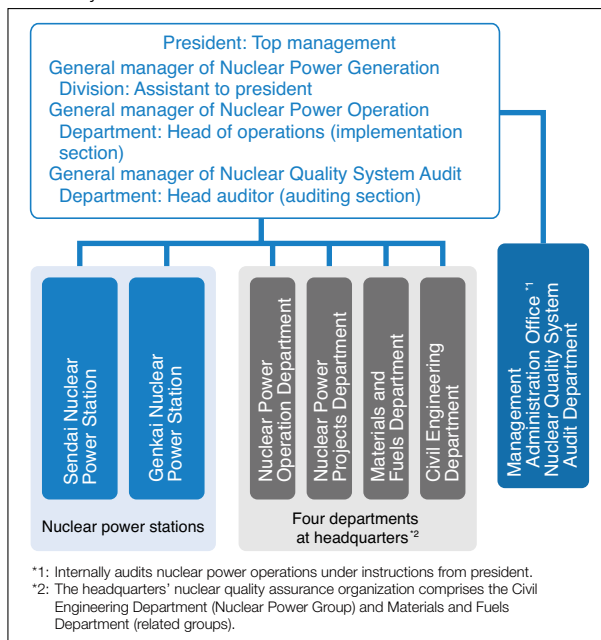 President: Top management
General manager of Nuclear Power Generation
Division: Assistant to president
General manager of Nuclear Power Operation
Department: Head of operations (implementation
section)
General manager of Nuclear Quality System Audit
Department: Head auditor (auditing section)
Sendai Nuclear
Power Station
Genkai Nuclear
Power Station
Nuclear power stations
Nuclear Power
Operation Department
Nuclear Power
Projects Department
Materials and
Fuels Department
Civil Engineering
Department
Four departments
at headquarters*2
Management
Administration Office *1
Nuclear Quality System
Audit Department
*1: Internally audits nuclear power operations under instructions from president.
*2: The headquarters' nuclear quality assurance organization comprises the Civil
Engineering Department (Nuclear Power Group) and Materials and Fuels
Department (related groups).